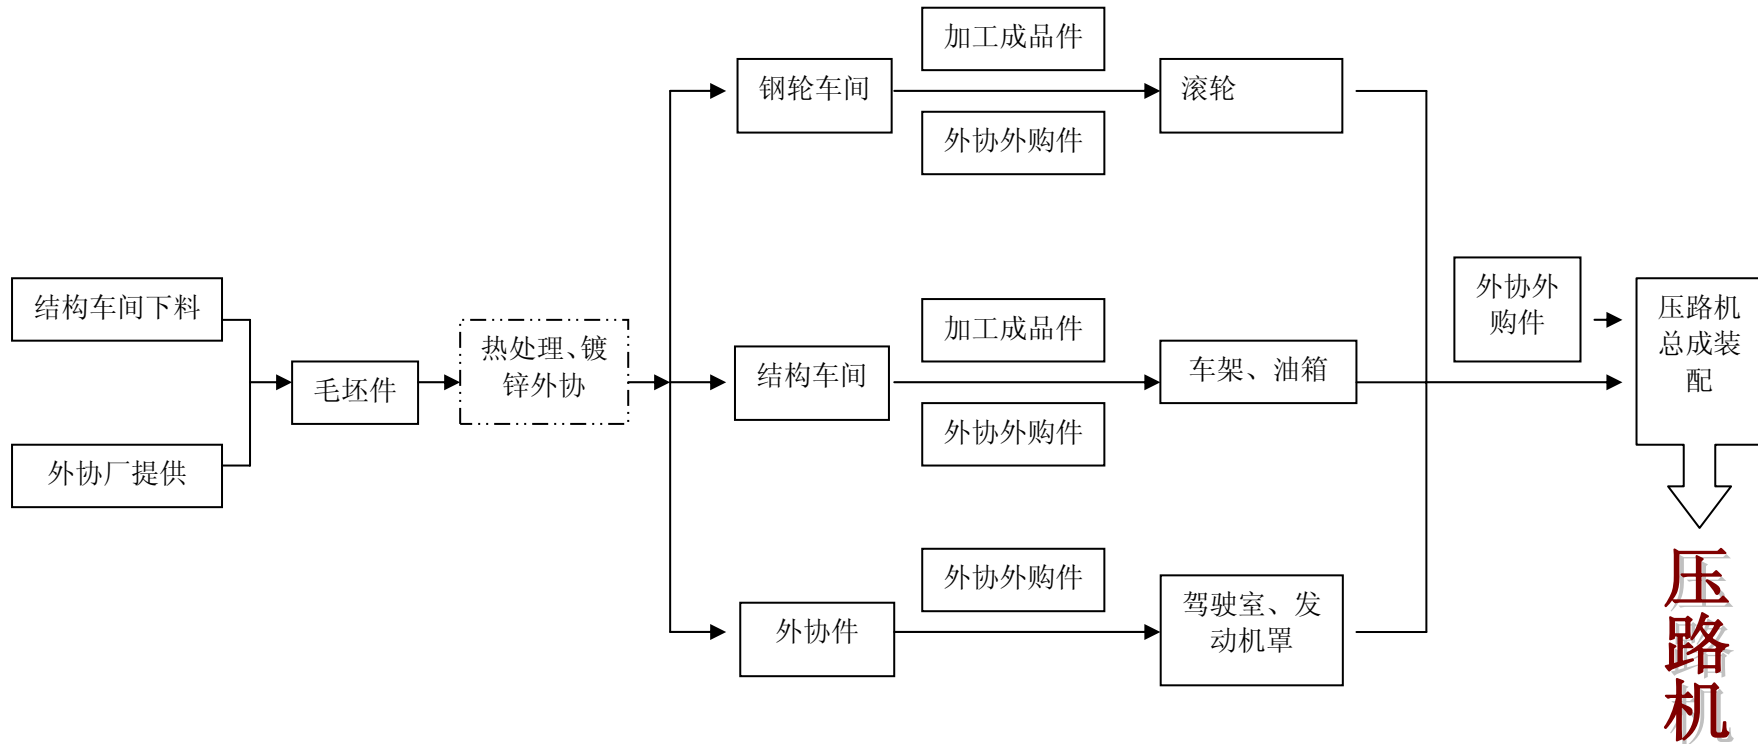 结构车间下料
外协厂提供
毛坯件
热处理、镀
锌外协
钢轮车间
加工成品件
外协外购件
滚轮
结构车间
加工成品件
外协外购件
车架、油箱
外协件
外协外购件
驾驶室、发
动机罩
外协外
购件
压路机
总成装
配
压路机